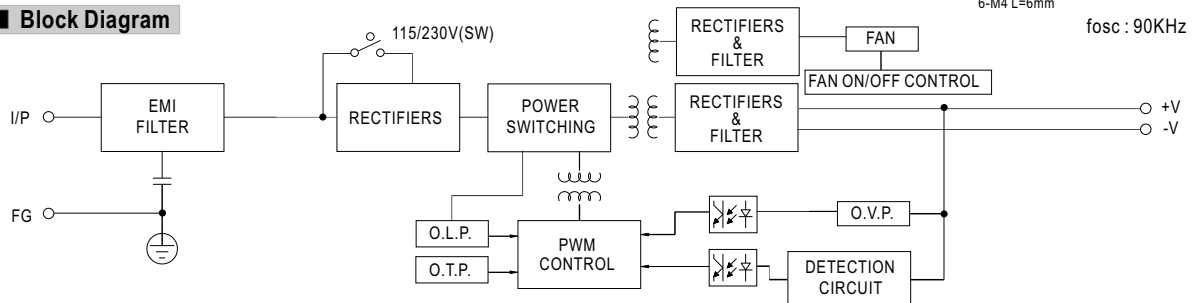 6-M4 L=6mm
Block Diagram
fosc : 90KHz
115/230V(SW)
RECTIFIERS
&
FILTER
FAN
FAN ON/OFF CONTROL
I/P
EMI
FILTER
RECTIFIERS
POWER
SWITCHING
RECTIFIERS
&
FILTER
+V
-V
FG
O.L.P.
O.T.P.
PWM
CONTROL
O.V.P.
DETECTION
CIRCUIT